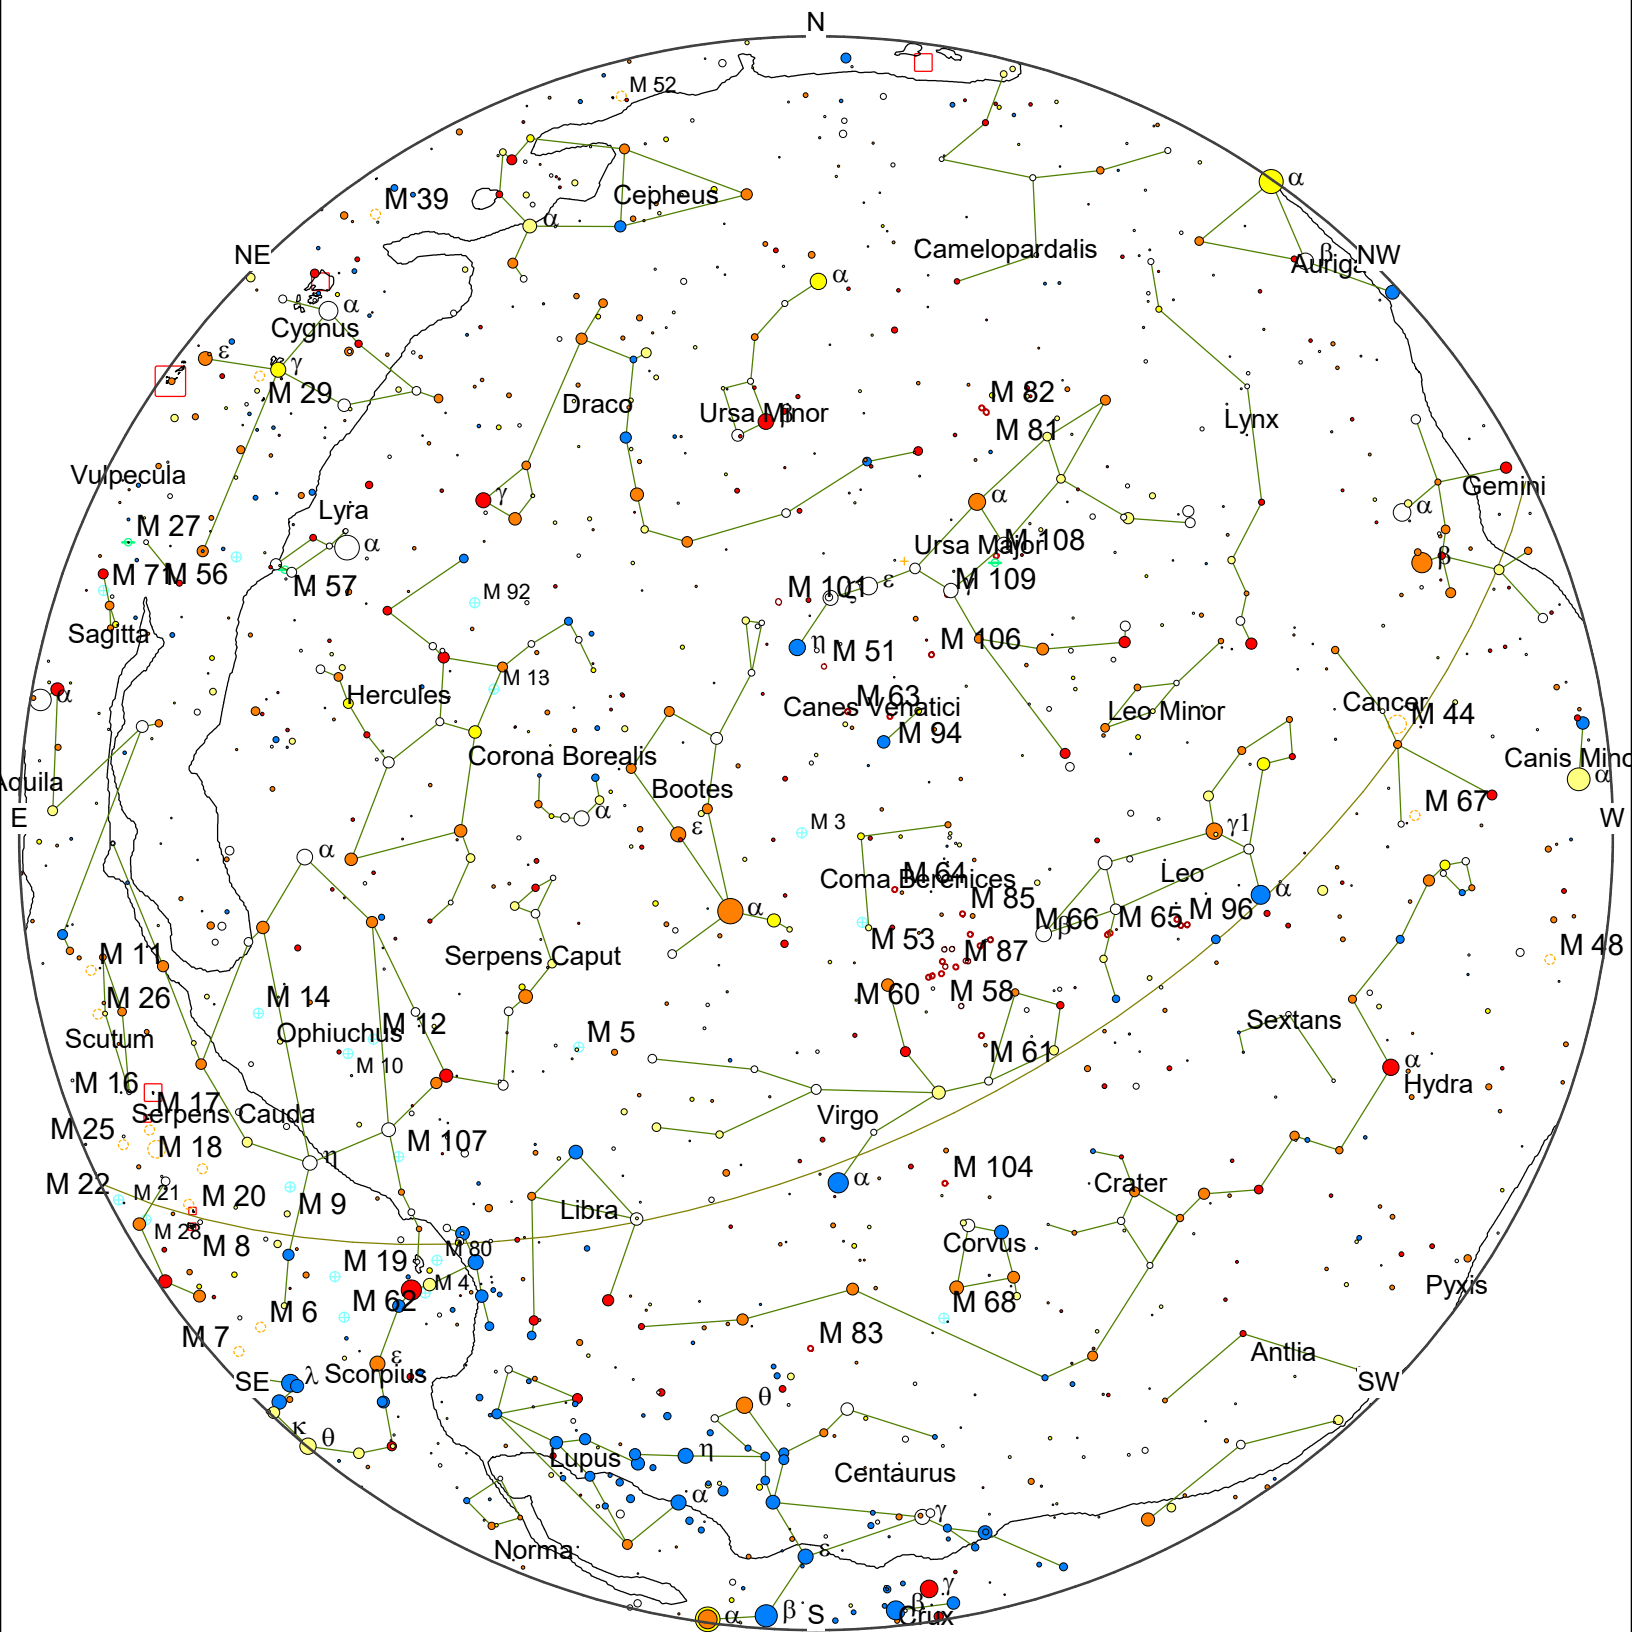 N
M 52
α
M 39
Cepheus
α
Camelopardalis
NE
β
NW
Auriga
α
α
Cygnus
ε
γ
M 29
M 82
Draco
Ursa Minor
β
M 81
Lynx
Vulpecula
Gemini
γ
α
α
Lyra
M 27
α
M 108
Ursa Major
β
M 71
M 56
M 57
M 92
M 101
ζ
ε
M 109
Sagitta
η
M 51
M 106
M 13
α
Hercules
M 63
Canes Venatici
Leo Minor
Cancer
M 44
M 94
Corona Borealis
Canis Mino
Aquila
α
Bootes
M 67
E
α
ε
M 3
γ1
W
α
M 64
Coma Berenices
Leo
α
α
M 85
M 66
β
M 65
M 96
M 11
Serpens Caput
M 53
M 87
M 48
M 26
M 14
M 60
M 58
Scutum
Ophiuchus
M 12
M 5
Sextans
M 10
M 61
α
M 16
M 17
Hydra
Serpens Cauda
Virgo
M 25
M 18
M 107
η
M 104
α
Crater
M 22
M 21
M 20
M 9
Libra
M 28
M 8
M 80
Corvus
M 19
M 4
Pyxis
M 6
M 62
M 68
M 7
M 83
Antlia
ε
SE
λ
Scorpius
SW
θ
κ
θ
η
Lupus
Centaurus
α
γ
Norma
ε
γ
α
β
S
β
Crux